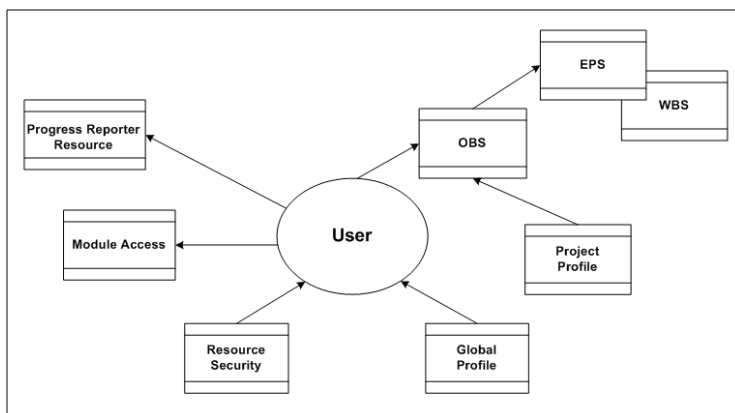 EPS
WBS
Progress Reporter
Resource
OBS
User
Module Access
Project
Profile
Resource
Security
Global
Profile